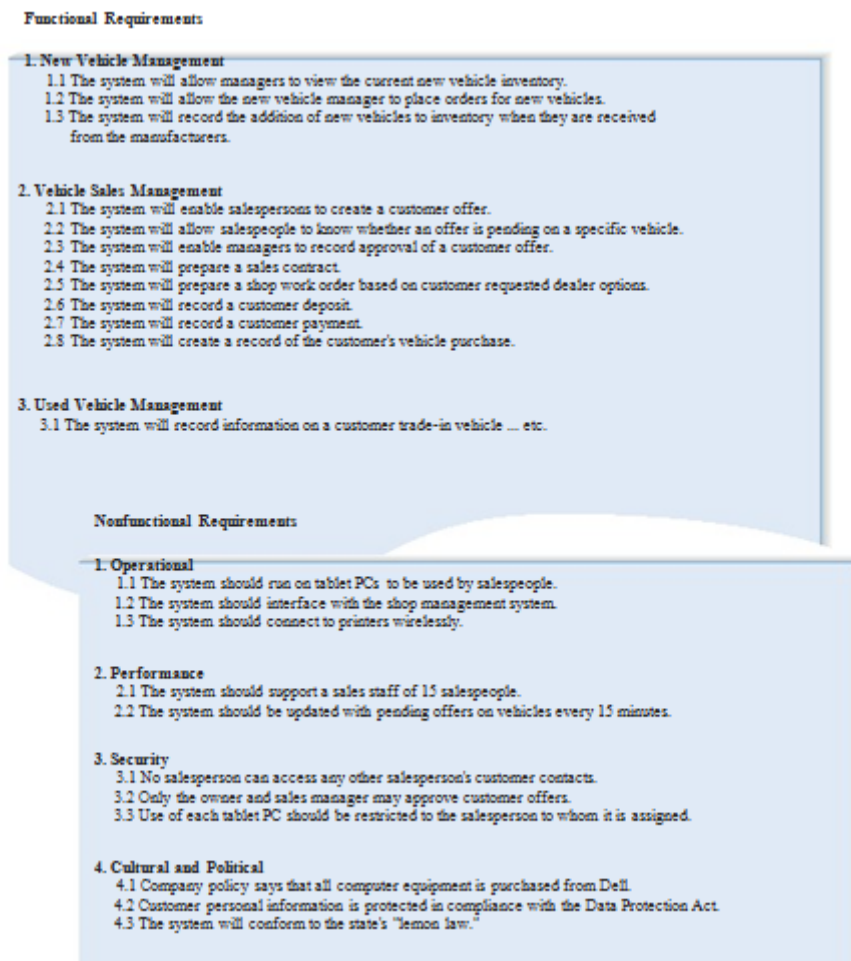 Functional Requirements
1. New Vehicle Management
1.1 The system will allow managers to view the current new vehicle inventory.
1.2 The system will allow the new vehicle manager to place orders for new vehicles.
1.3 The system will record the addition of new vehicles to inventory when they are received
from the manufacturers.
2. Vehicle Sales Management
2.1 The system will enable salespersons to create a customer offer.
2.2 The system will allow salespeople to know whether an offer is pending on a specific vehicle.
2.3 The system will enable managers to record approval of a customer offer.
2.4 The system will prepare a sales contract.
2.5 The system will prepare a shop work order based on customer requested dealer options.
2.6 The system will record a customer deposit.
2.7 The system will record a customer payment.
2.8 The system will create a record of the customer's vehicle purchase.
3. Used Vehicle Management
3.1 The system will record information on a customer trade-in vehicle ... etc.
Nonfunctional Requirements
1. Operational
1.1 The system should run on tablet PCs to be used by salespeople.
1.2 The system should interface with the shop management system.
1.3 The system should connect to printers wirelessly.
2. Performance
2.1 The system should support a sales staff of 15 salespeople.
2.2 The system should be updated with pending offers on vehicles every 15 minutes.
3. Security
3.1 No salesperson can access any other salesperson's customer contacts.
3.2 Only the owner and sales manager may approve customer offers.
3.3 Use of each tablet PC should be restricted to the salesperson to whom it is assigned.
4. Cultural and Political
4.1 Company policy says that all computer equipment is purchased from Dell.
4.2 Customer personal information is protected in compliance with the Data Protection Act.
4.3 The system will conform to the state's "lemon law."